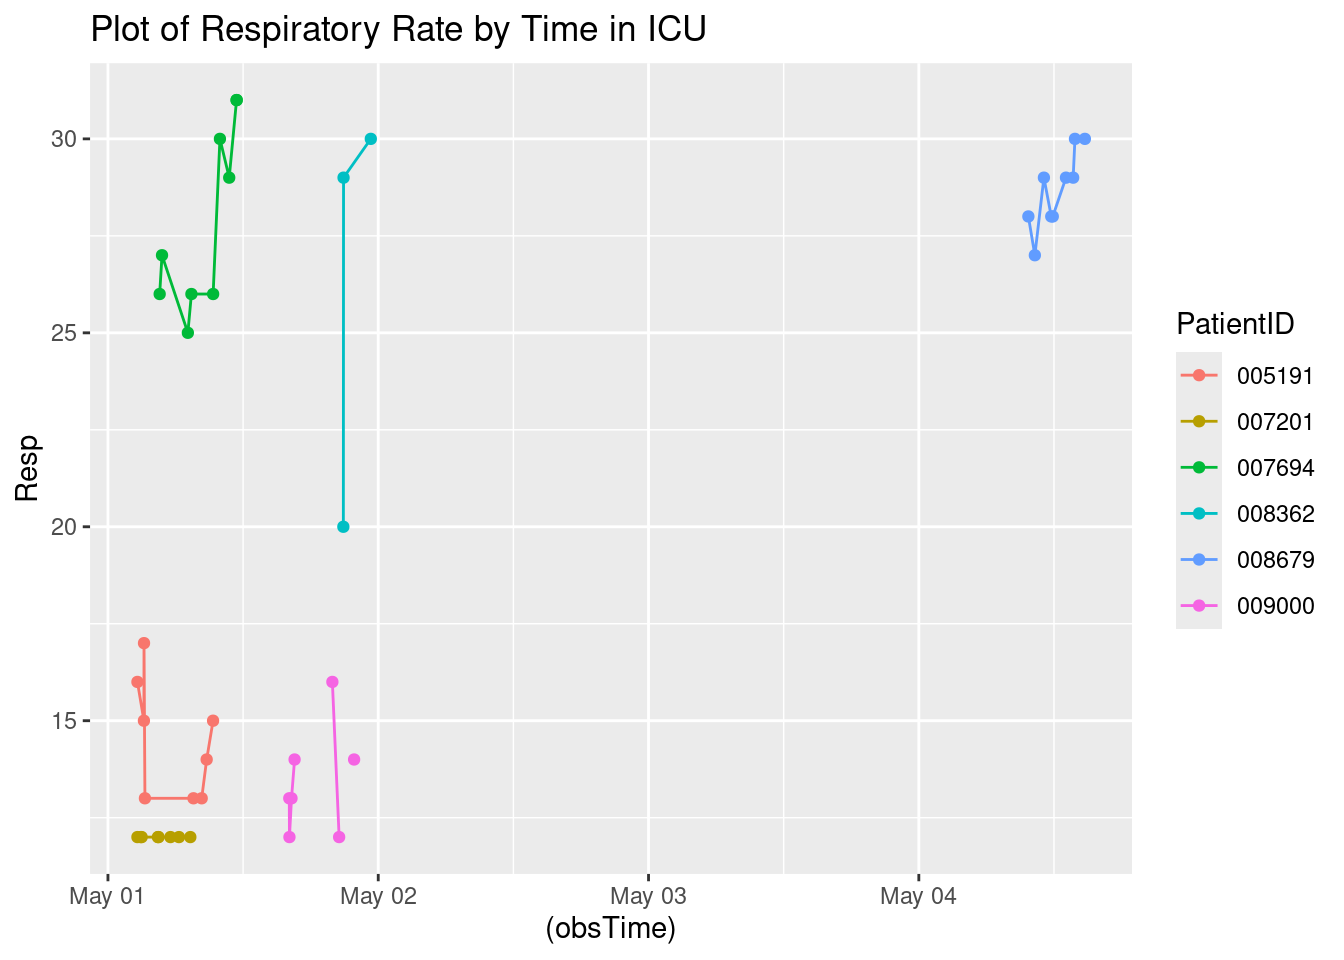 Plot of Respiratory Rate by Time in ICU
30
25
20
15
Resp
May 01
May 02
May 03
May 04
(obsTime)
PatientID
005191
007201
007694
008362
008679
009000